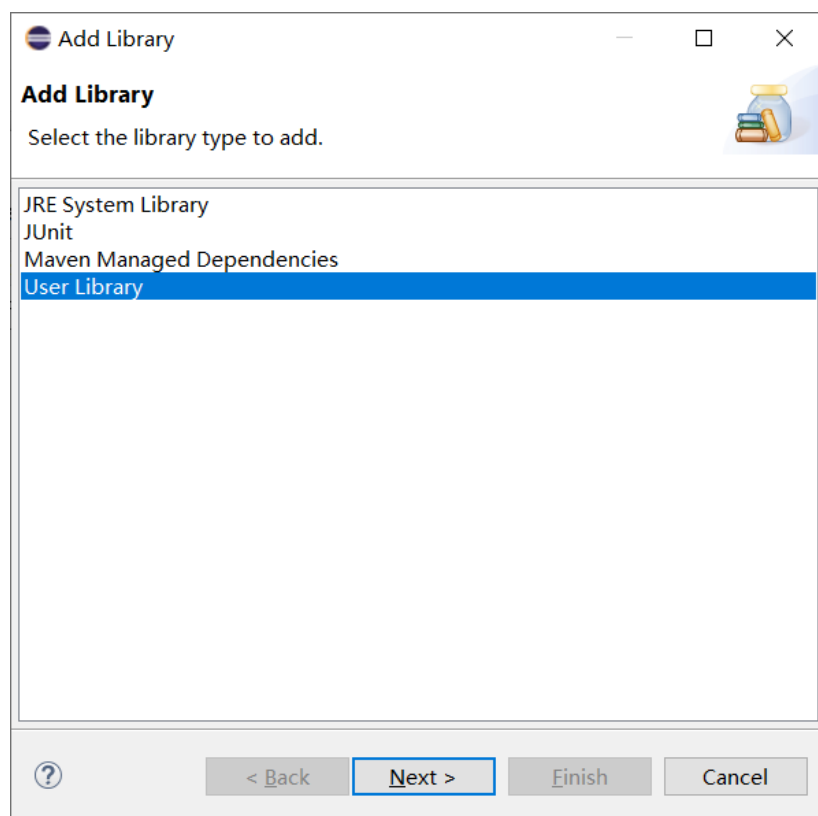 Add Library
Add Library
Select the library type to add.
JRE System Library
JUnit
Maven Managed Dependencies
User Library
? < Back Next > Finish Cancel